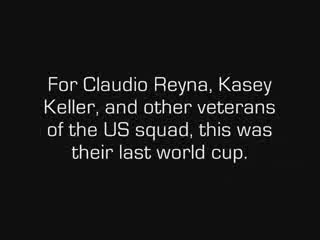 For Claudio Reyna, Kasey
Keller, and other veterans
of the US squad, this was
their last world cup.